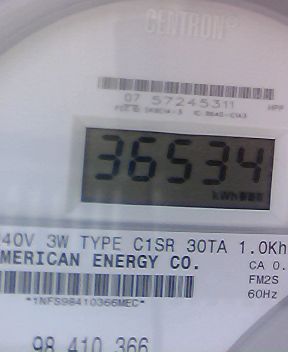 CENTRON®
07 57245311
36534
kWh
40V 3W TYPE C1SR 30TA 1.0Kh
MERICAN ENERGY CO.
CA 0.
FM2S
*1NFS98410366MEC*
60Hz
98 410 366